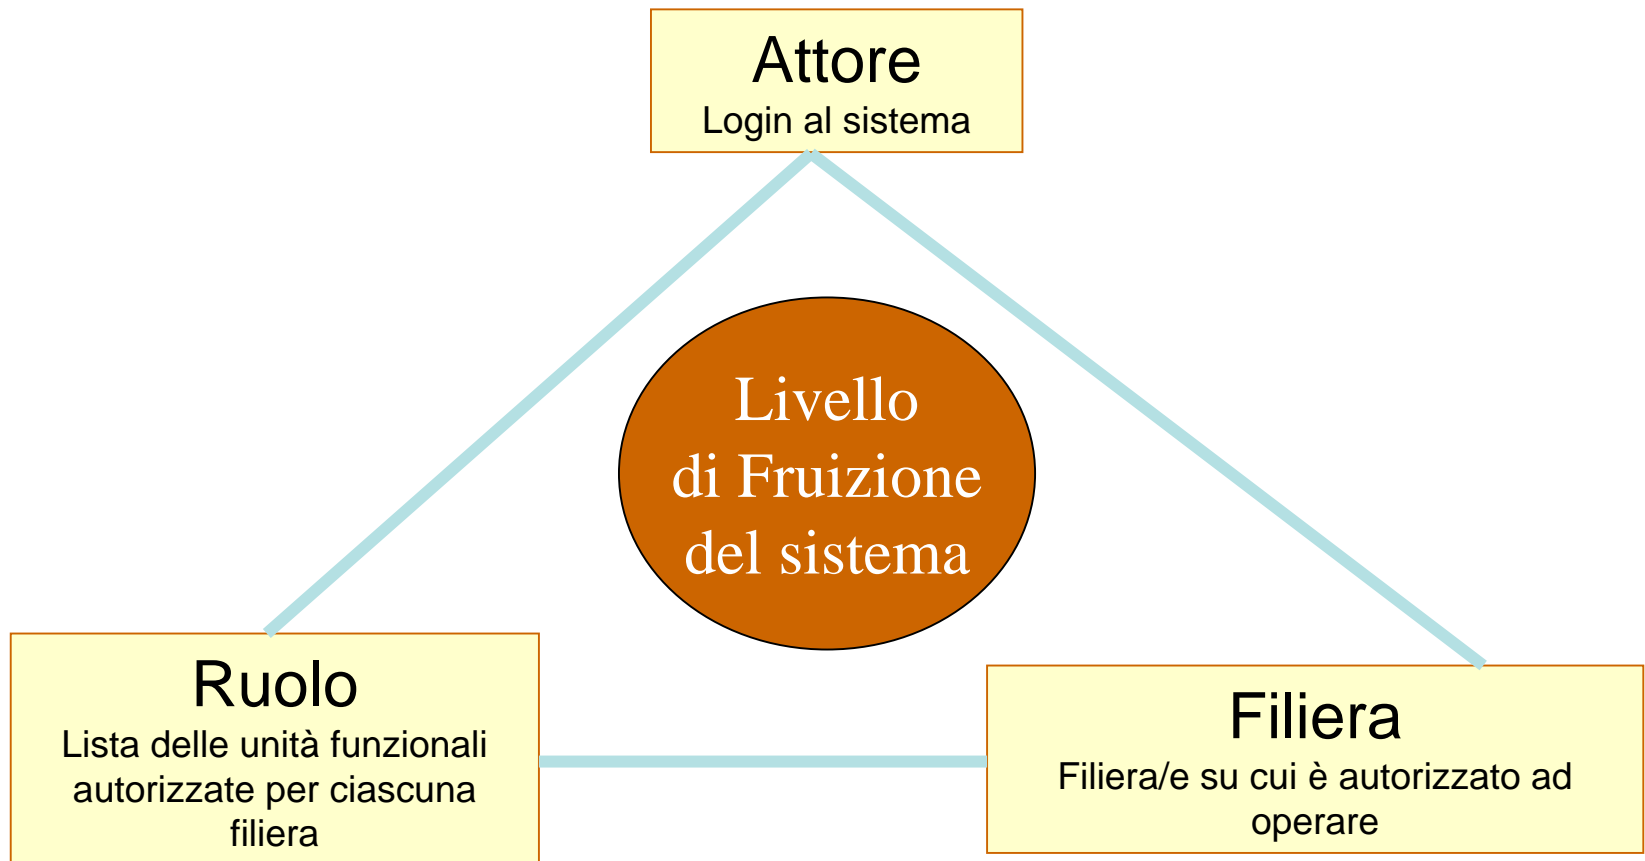 Attore
Login al sistema
Livello
di Fruizione
del sistema
Ruolo
Lista delle unità funzionali
autorizzate per ciascuna
filiera
Filiera
Filiera/e su cui è autorizzato ad
operare